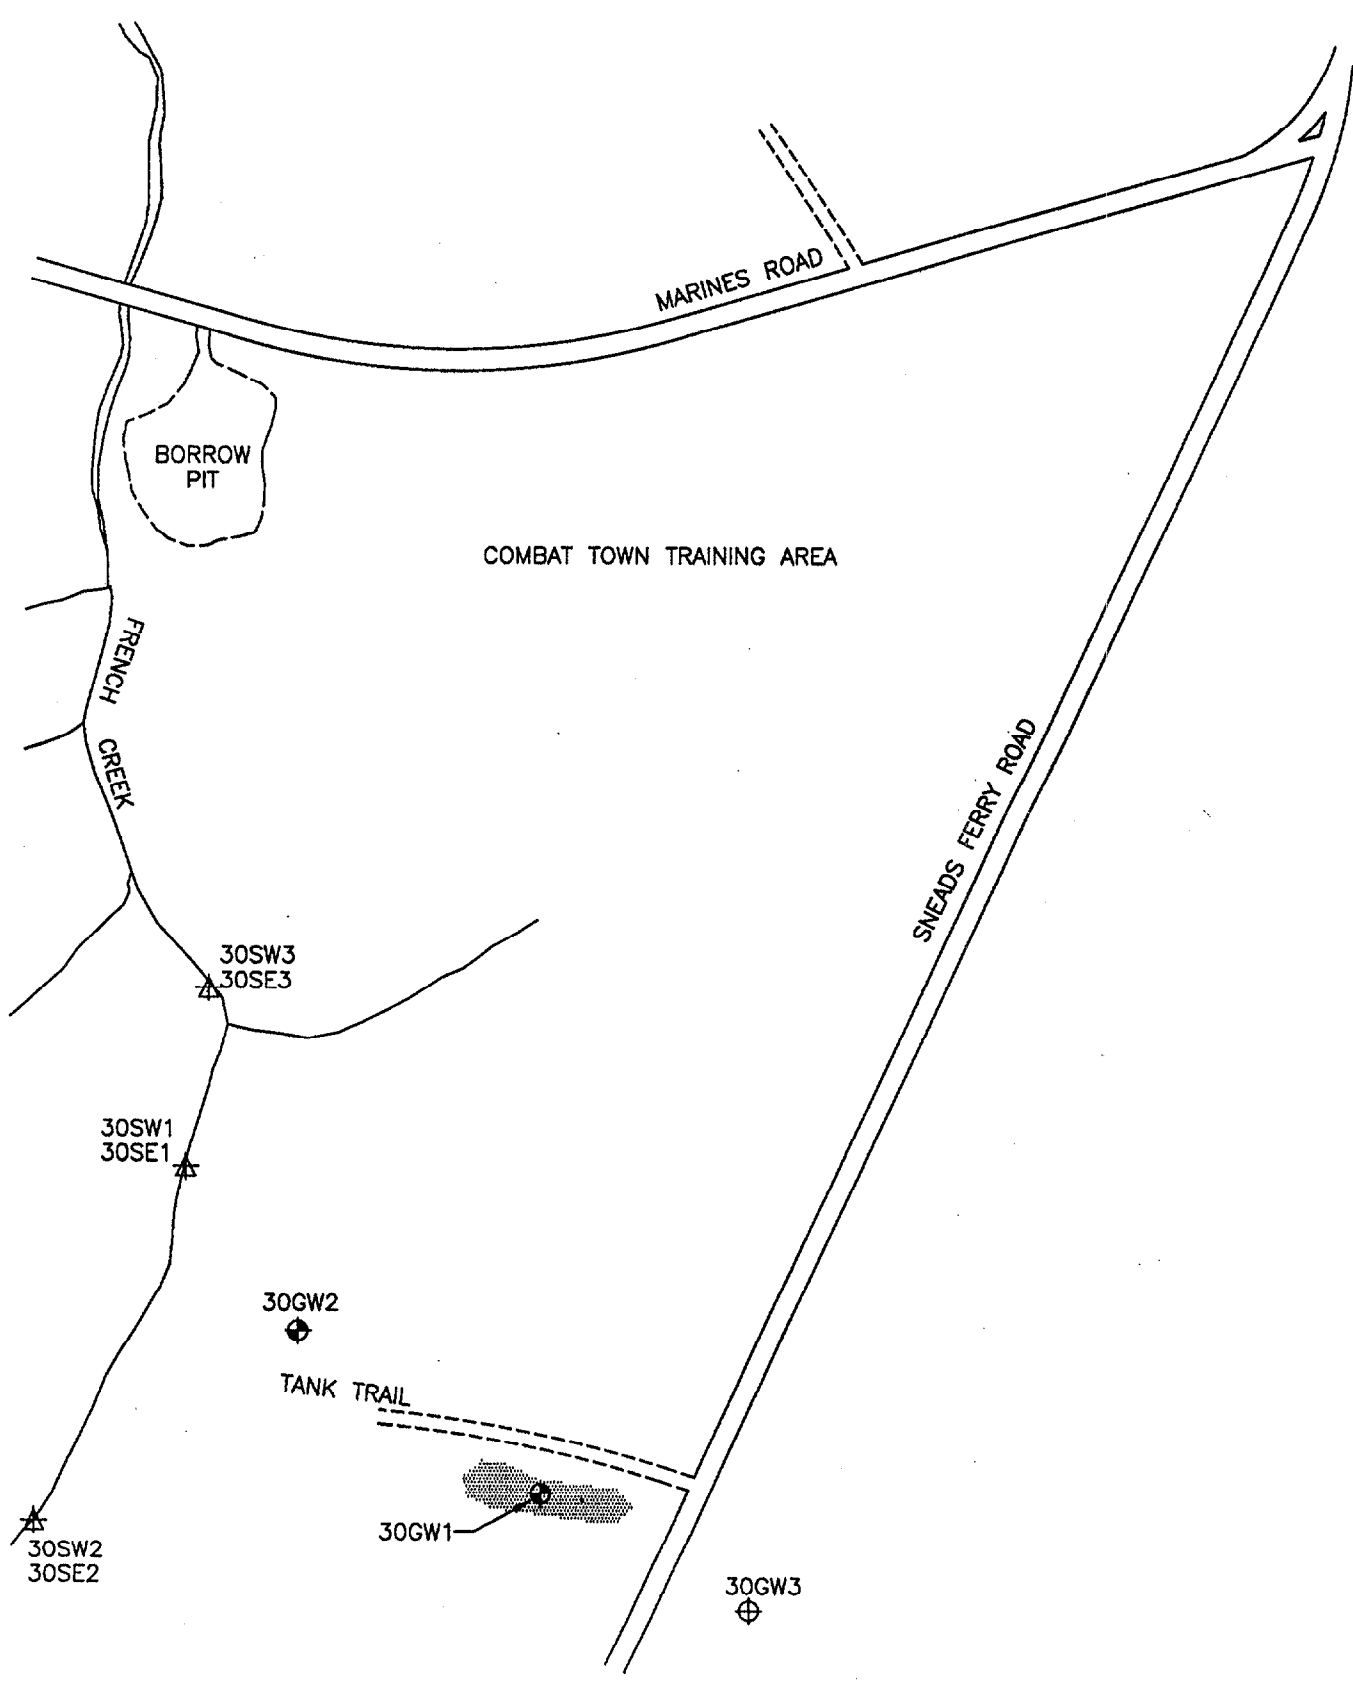 MARINES ROAD
BORROW
PIT
COMBAT TOWN TRAINING AREA
FRENCH CREEK
SNEADS FERRY ROAD
30SW3
30SE3
30SW1
30SE1
30GW2
TANK TRAIL
30GW1
30SW2
30SE2
30GW3